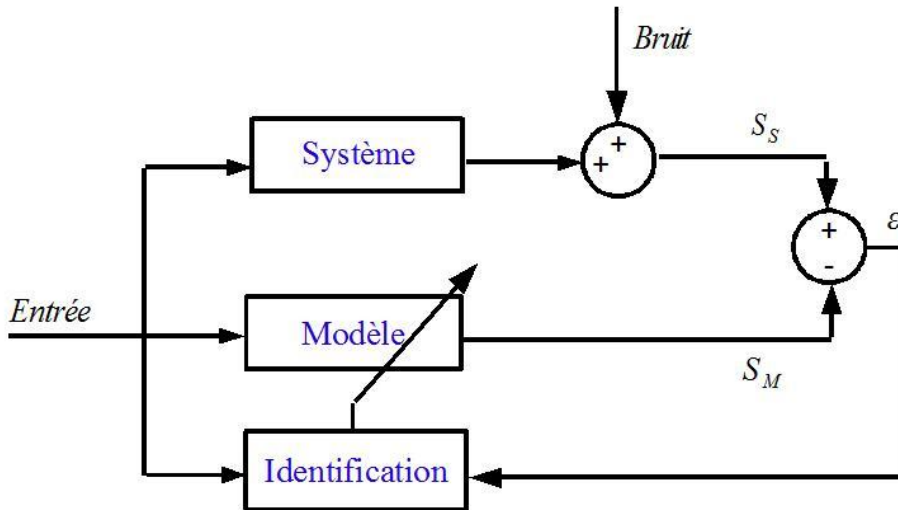 Bruit
Système
+
+
S_S
+
-
ε
Entrée
Modèle
S_M
Identification